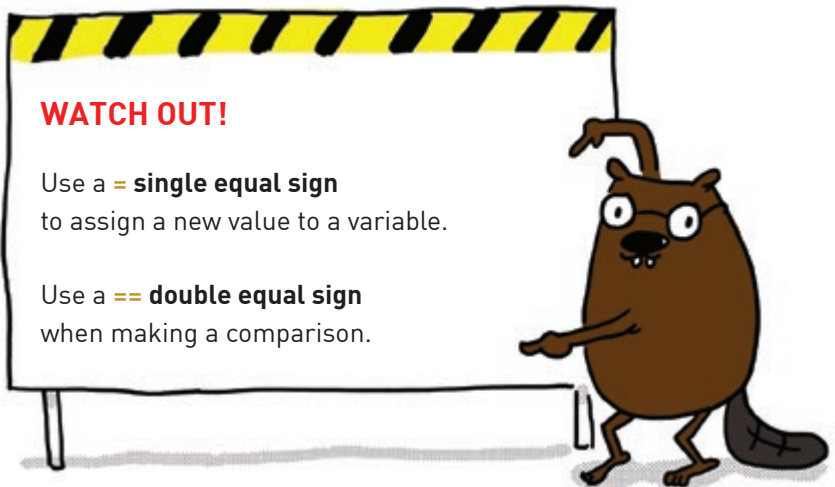 WATCH OUT!
Use a = single equal sign
to assign a new value to a variable.
Use a == double equal sign
when making a comparison.